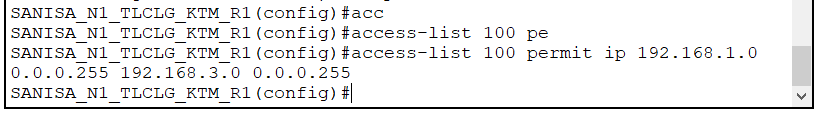 SANISA_N1_TLCLG_KTM_R1(config)#acc
SANISA_N1_TLCLG_KTM_R1(config)#access-list 100 pe
SANISA_N1_TLCLG_KTM_R1(config)#access-list 100 permit ip 192.168.1.0
0.0.0.255 192.168.3.0 0.0.0.255
SANISA_N1_TLCLG_KTM_R1(config)#